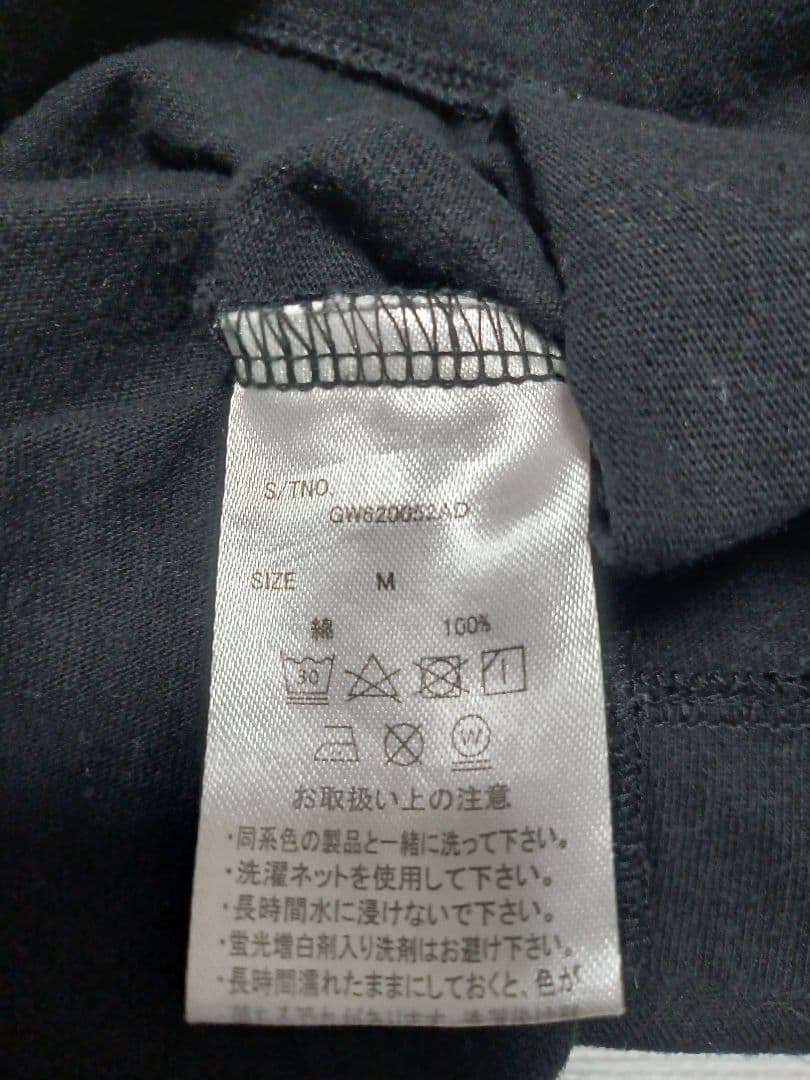 S/TNO.
GW620052AD
SIZE M
綿 100%
30
W
お取扱い上の注意
・同系色の製品と一緒に洗って下さい。
・洗濯ネットを使用して下さい。
・長時間水に浸けないで下さい。
・蛍光増白剤入り洗剤はお避け下さい。
・長時間濡れたままにしておくと、色が